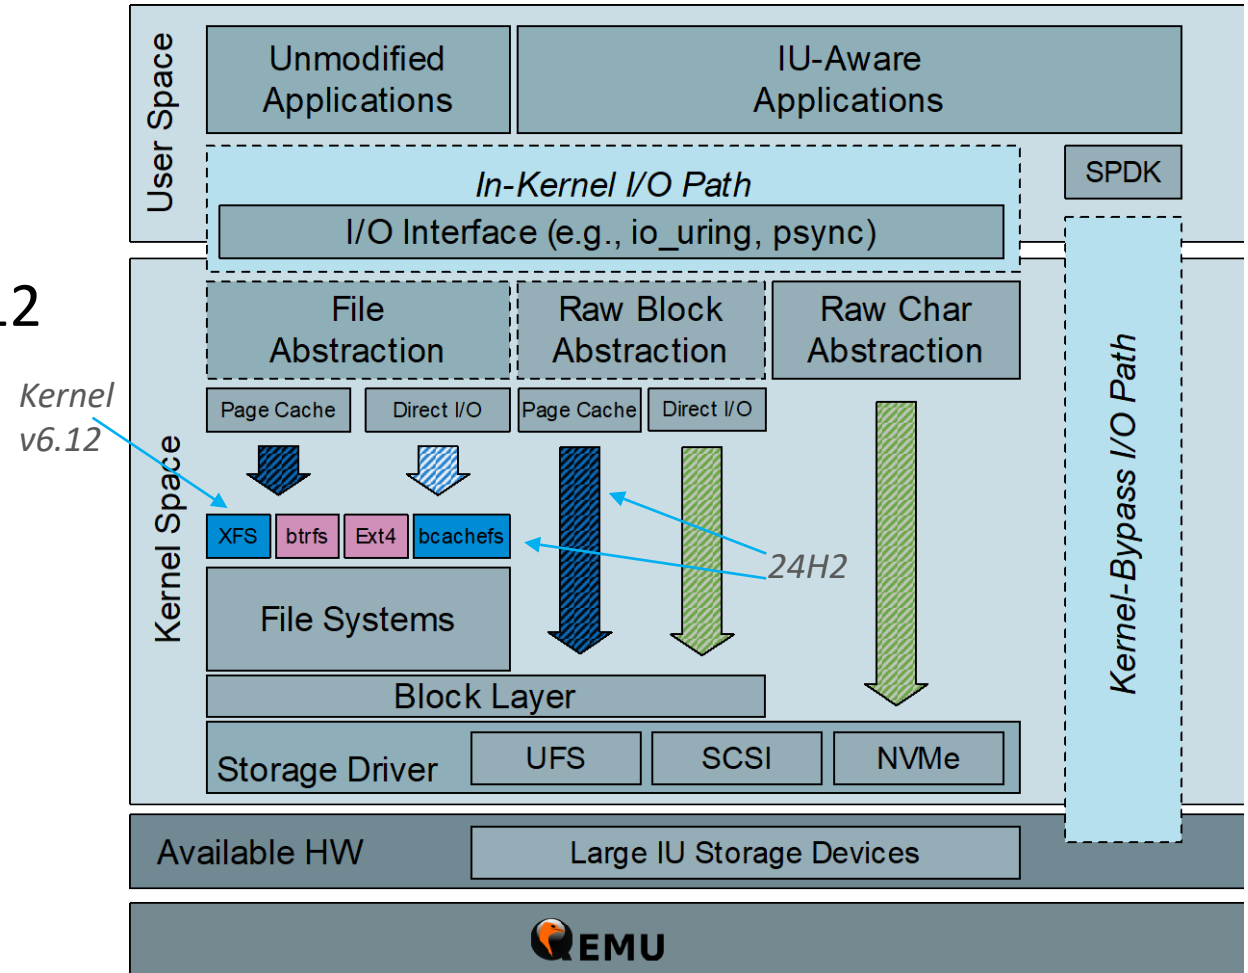 User Space
Unmodified
Applications
IU-Aware
Applications
In-Kernel I/O Path
I/O Interface (e.g., io_uring, psync)
SPDK
12
Kernel
v6.12
Kernel Space
File
Abstraction
Raw Block
Abstraction
Raw Char
Abstraction
Page Cache
Direct I/O
Page Cache
Direct I/O
XFS
btrfs
Ext4
bcachefs
24H2
File Systems
Block Layer
Storage Driver
UFS
SCSI
NVMe
Kernel-Bypass I/O Path
Available HW
Large IU Storage Devices
QEMU